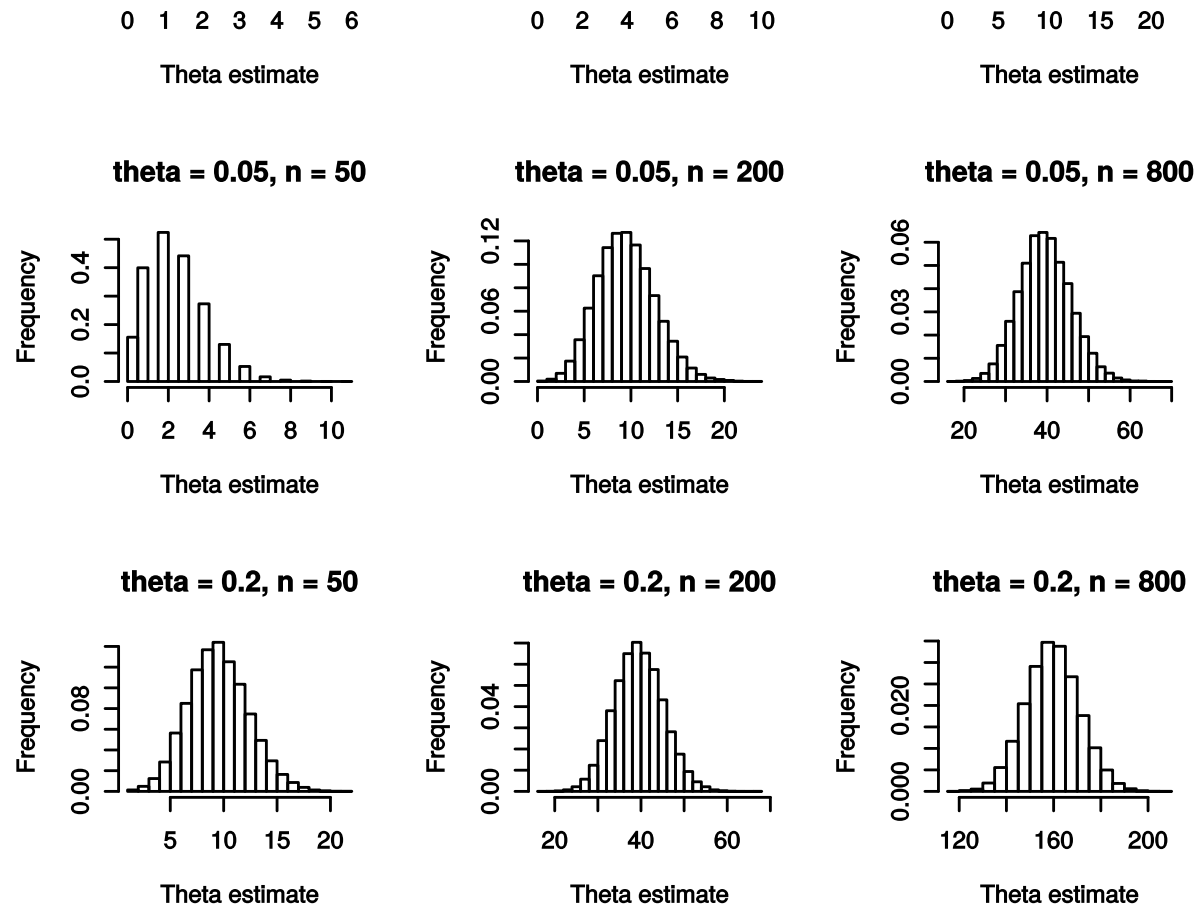 0 1 2 3 4 5 6
0 2 4 6 8 10
0 5 10 15 20
Theta estimate
Theta estimate
Theta estimate
theta = 0.05, n = 50
theta = 0.05, n = 200
theta = 0.05, n = 800
Frequency
0.0 0.2 0.4
0 2 4 6 8 10
Theta estimate
Frequency
0.00 0.06 0.12
0 5 10 15 20
Theta estimate
Frequency
0.00 0.03 0.06
20 40 60
Theta estimate
theta = 0.2, n = 50
theta = 0.2, n = 200
theta = 0.2, n = 800
Frequency
0.00 0.08
5 10 15 20
Theta estimate
Frequency
0.00 0.04
20 40 60
Theta estimate
Frequency
0.000 0.020
120 160 200
Theta estimate